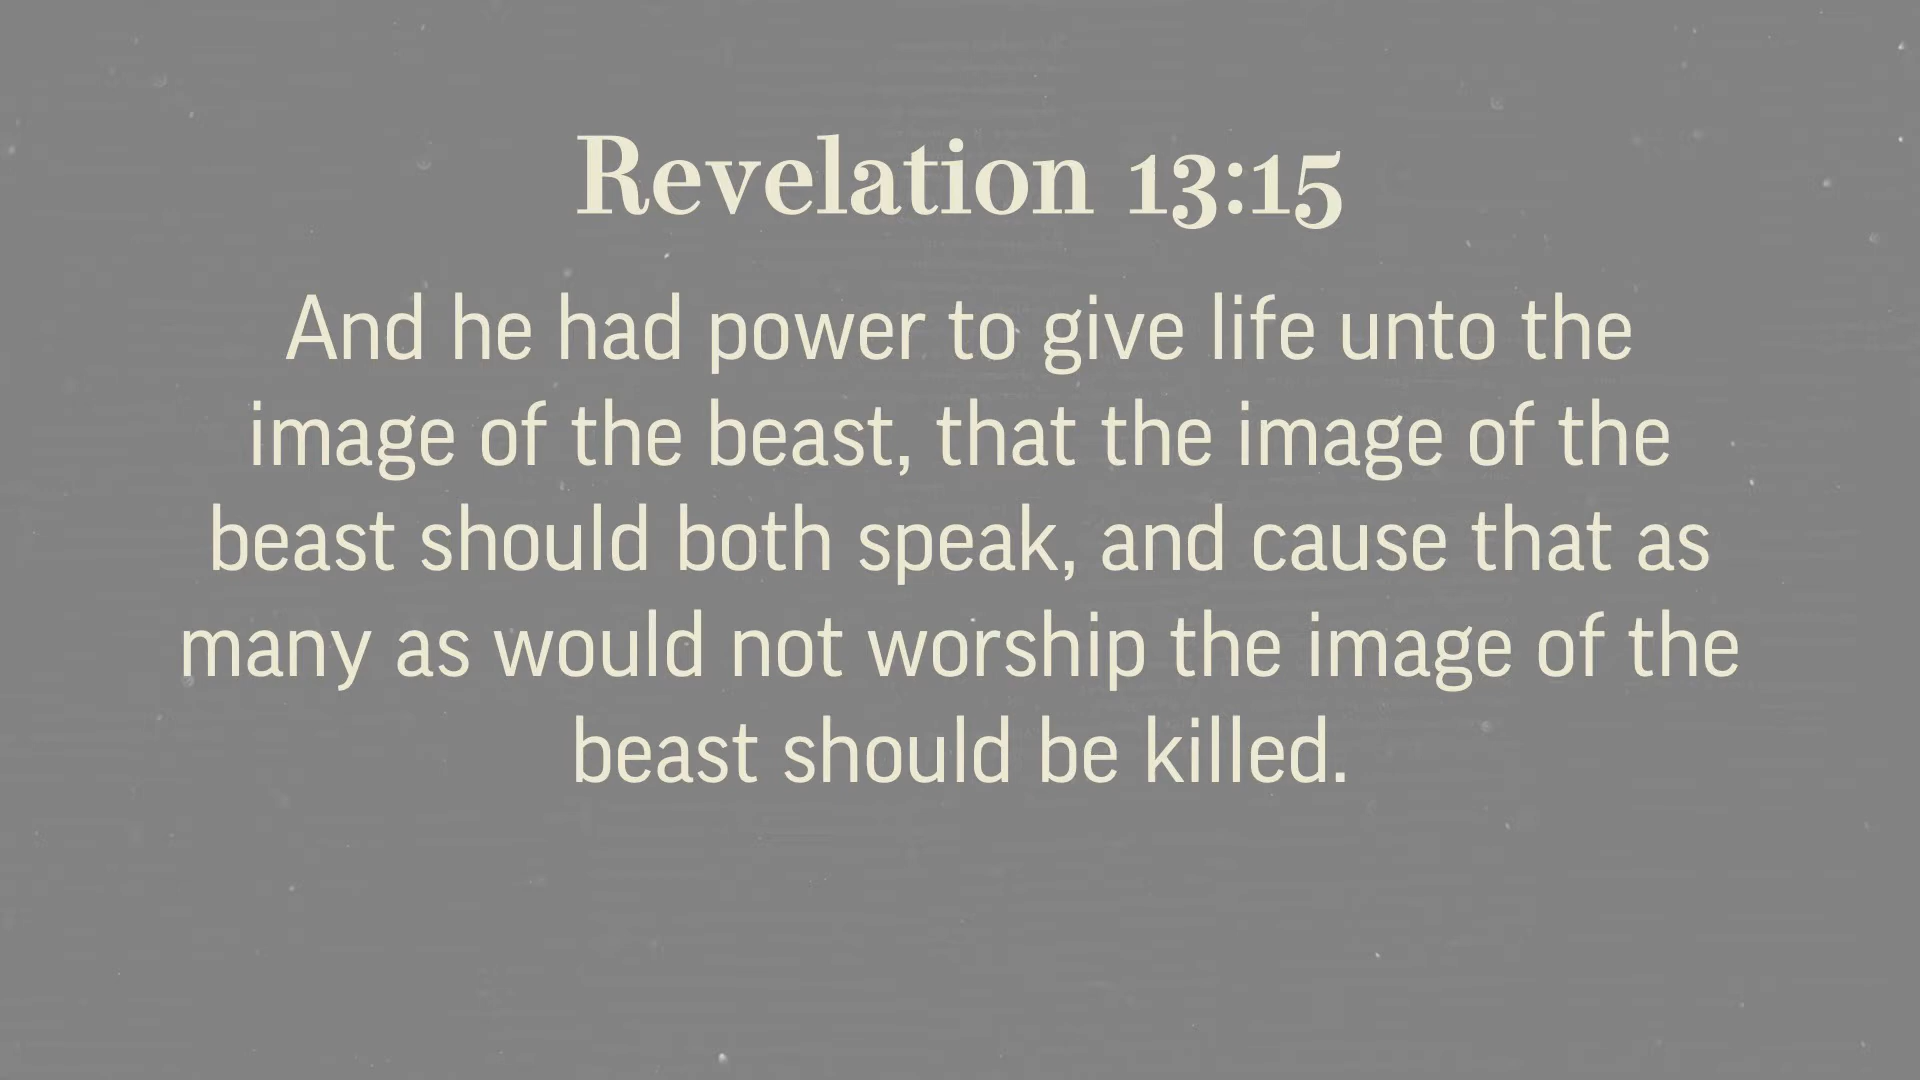 Revelation 13:15
And he had power to give life unto the
image of the beast, that the image of the
beast should both speak, and cause that as
many as would not worship the image of the
beast should be killed.